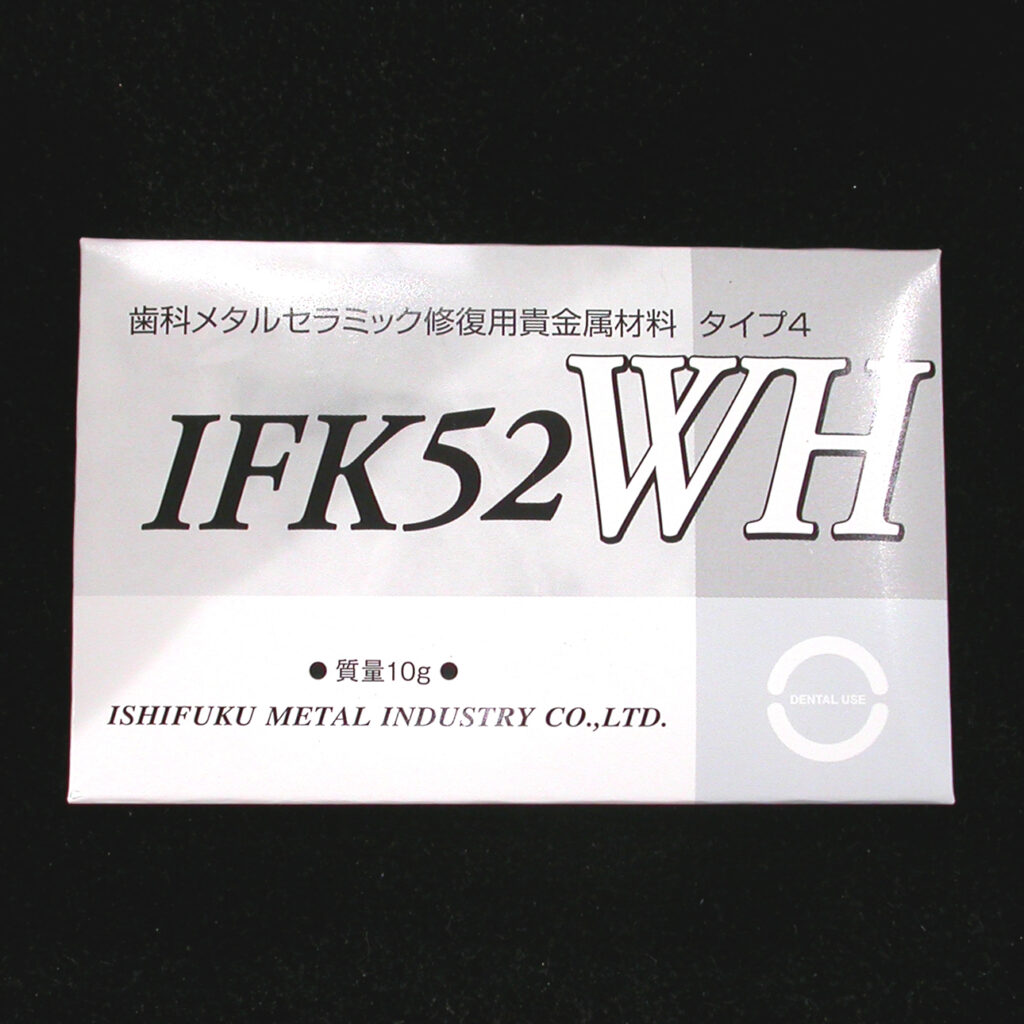 歯科メタルセラミック修復用貴金属材料 タイプ4
IFK52WH
● 質量10g ●
ISHIFUKU METAL INDUSTRY CO.,LTD.
DENTAL USE